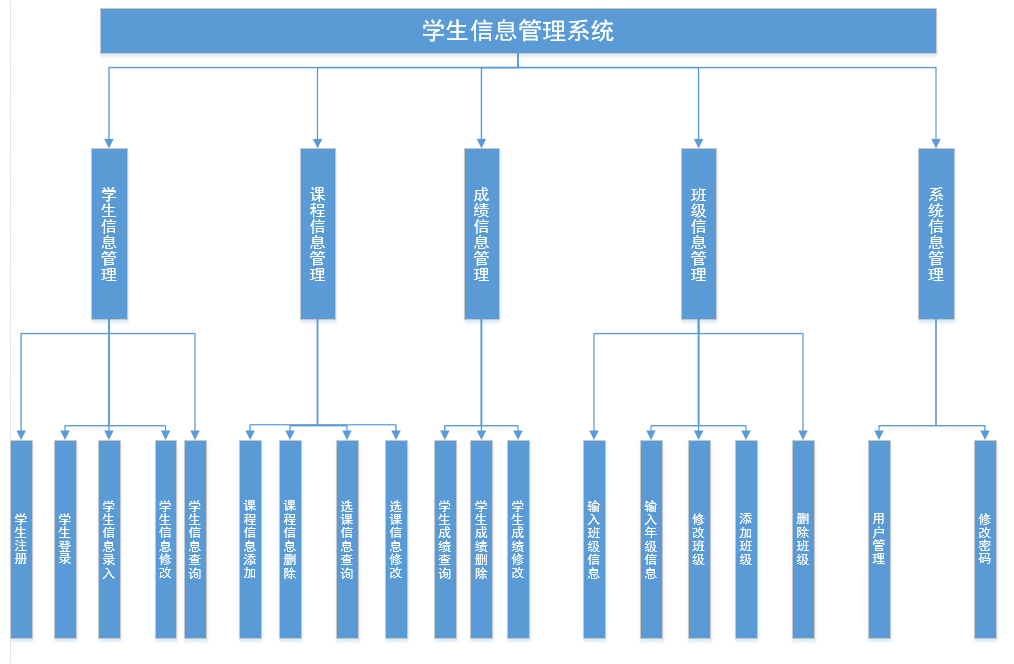 学生信息管理系统
学生信息管理
课程信息管理
成绩信息管理
班级信息管理
系统信息管理
学生注册
学生登录
学生信息录入
学生信息修改
学生信息查询
课程信息添加
课程信息删除
选课信息查询
选课信息修改
学生成绩查询
学生成绩删除
学生成绩修改
输入班级信息
输入年级信息
修改班级
添加班级
删除班级
用户管理
修改密码